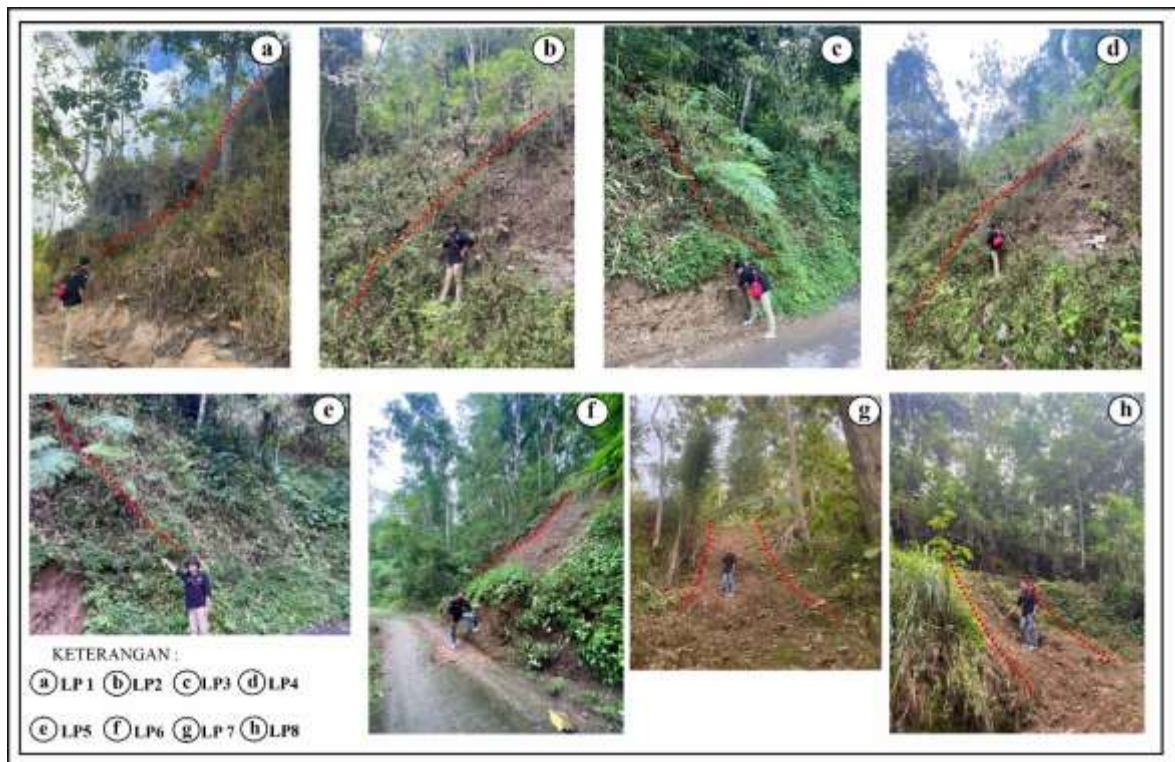 a
b
c
d
e
f
g
h
KETERANGAN :
a LP 1 b LP2 c LP3 d LP4
e LP5 f LP6 g LP 7 h LP8